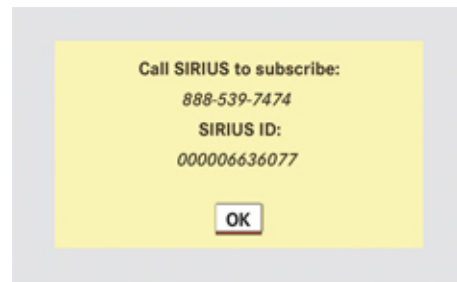 Call SIRIUS to subscribe:
888-539-7474
SIRIUS ID:
000006636077
OK